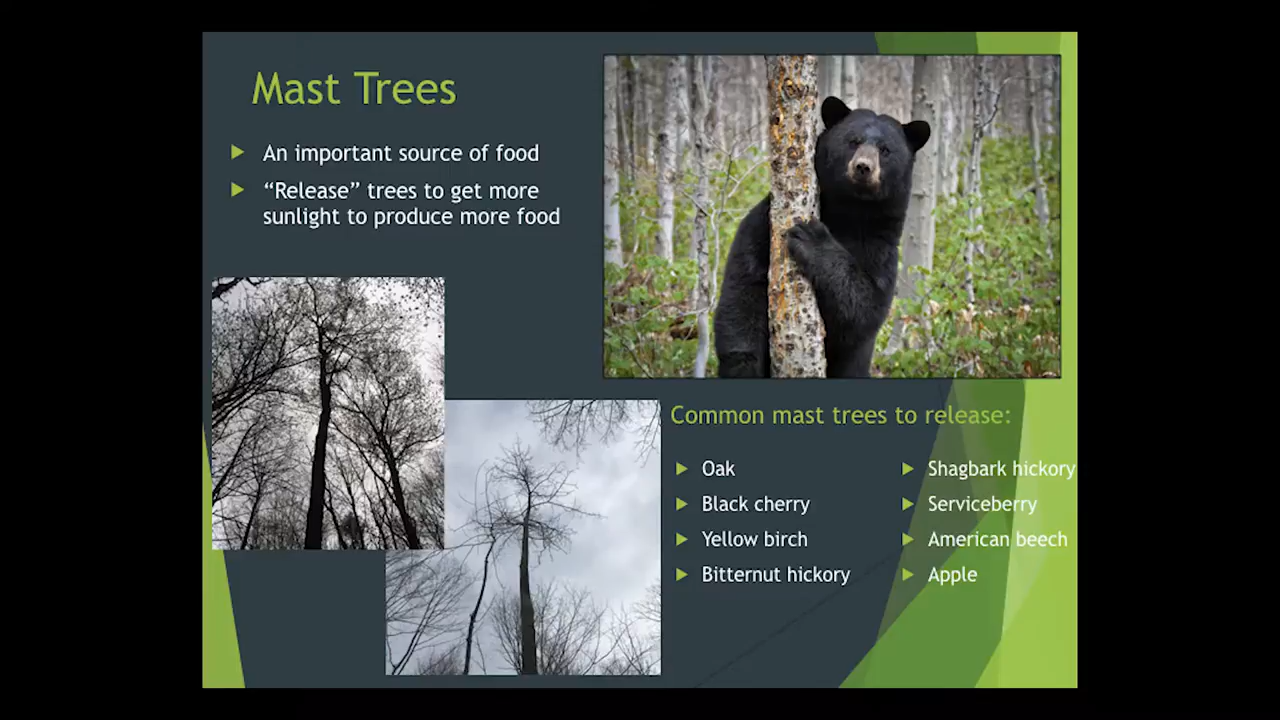 Mast Trees
An important source of food
“Release” trees to get more
sunlight to produce more food
Common mast trees to release:
Oak
Black cherry
Yellow birch
Bitternut hickory
Shagbark hickory
Serviceberry
American beech
Apple